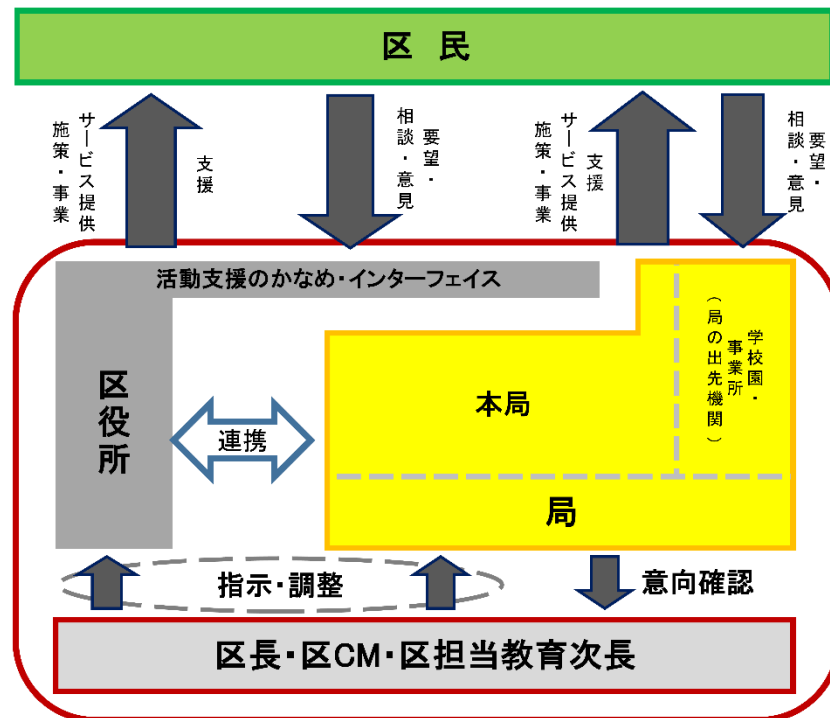 区 民
施策・事業
サービス提供
支援
要望・
相談・意見
施策・事業
サービス提供
支援
要望・
相談・意見
活動支援のかなめ・インターフェイス
区役所
連携
本局
学校園・
事業所
(局の出先機関)
局
指示・調整
意向確認
区長・区CM・区担当教育次長